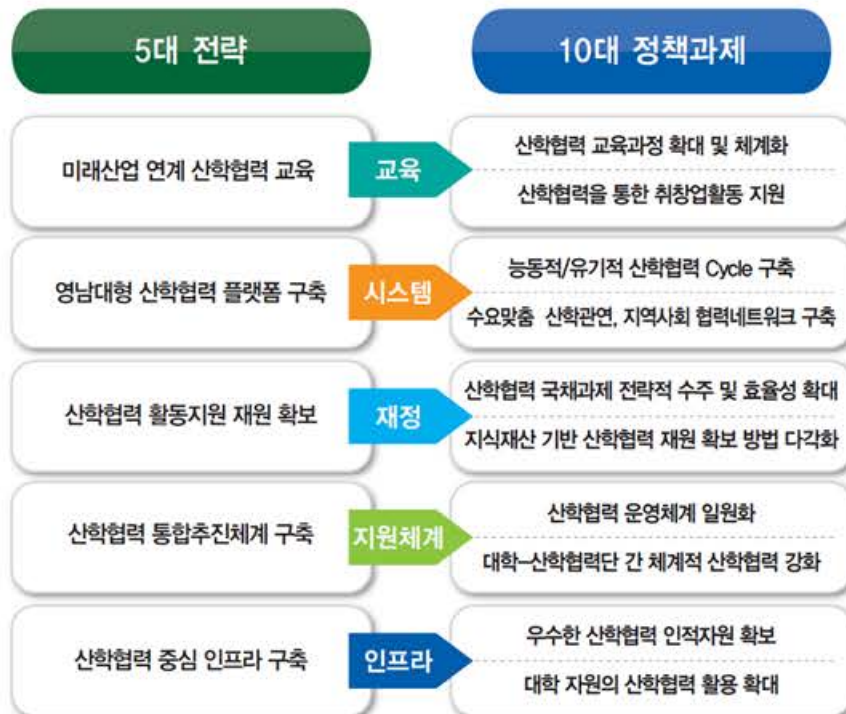 5대 전략
10대 정책과제
미래산업 연계 산학협력 교육
교육
산학협력 교육과정 확대 및 체계화
산학협력을 통한 취창업활동 지원
영남대형 산학협력 플랫폼 구축
시스템
능동적/유기적 산학협력 Cycle 구축
수요맞춤 산학관연, 지역사회 협력네트워크 구축
산학협력 활동지원 재원 확보
재정
산학협력 국채과제 전략적 수주 및 효율성 확대
지식재산 기반 산학협력 재원 확보 방법 다각화
산학협력 통합추진체계 구축
지원체계
산학협력 운영체계 일원화
대학-산학협력단 간 체계적 산학협력 강화
산학협력 중심 인프라 구축
인프라
우수한 산학협력 인적자원 확보
대학 자원의 산학협력 활용 확대